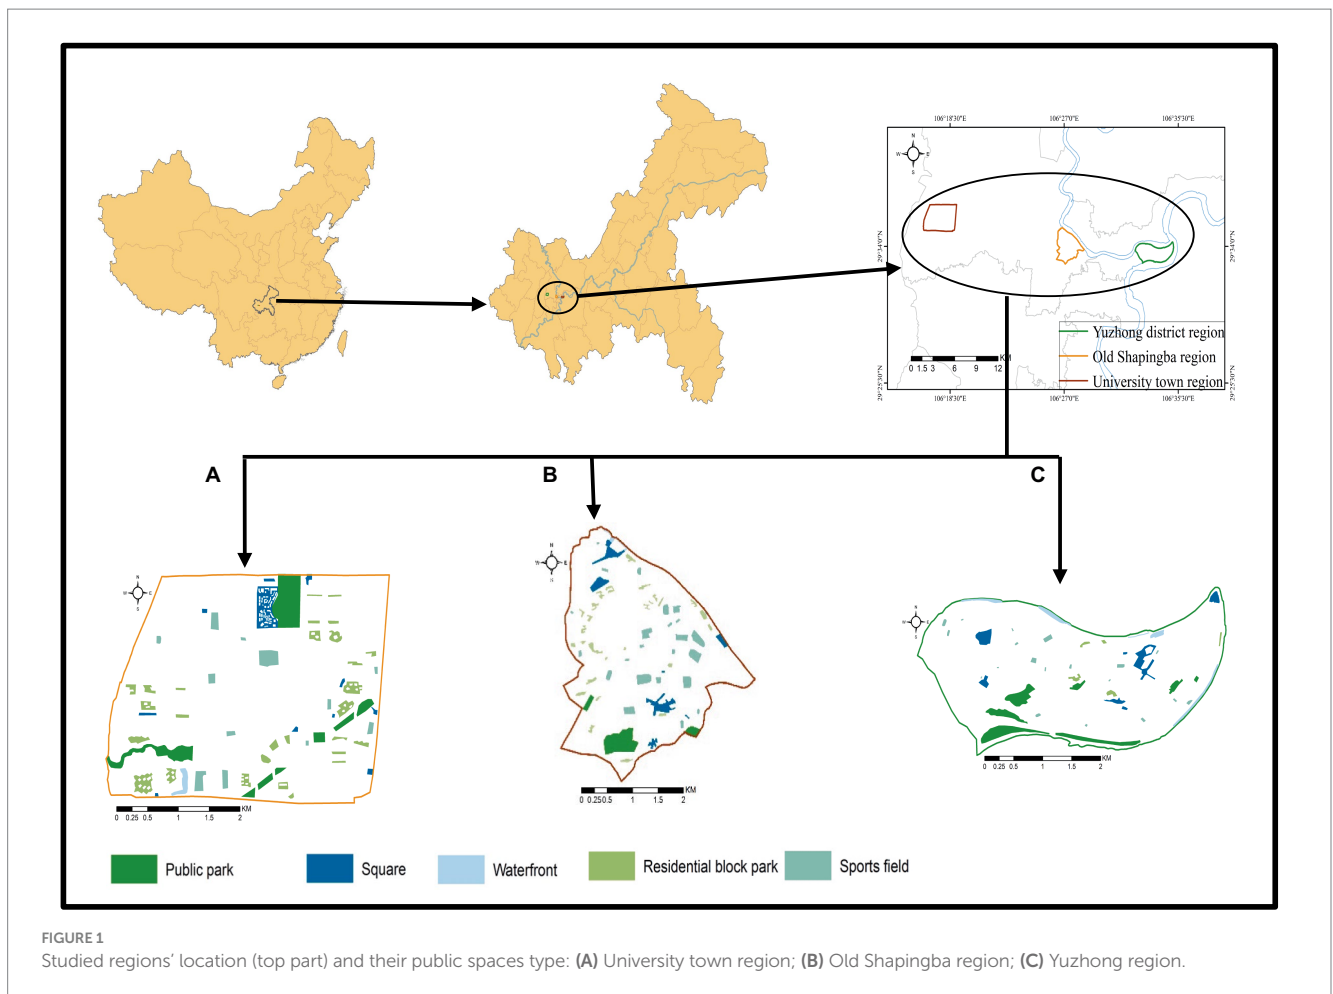 106°18'30"E 106°27'0"E 106°35'30"E
N
W E
S
29°34'0"N 29°34'0"N
Yuzhong district region
Old Shapingba region
University town region
KM
0 1.5 3 6 9 12
29°25'30"N 29°25'30"N
106°18'30"E 106°27'0"E 106°35'30"E
A B C
N
W E
S
N
W E
S
N
W E
S
KM
0 0.25 0.5 1 1.5 2
KM
0 0.25 0.5 1 2
KM
0 0.25 0.5 1 2
Public park Square Waterfront Residential block park Sports field
FIGURE 1
Studied regions' location (top part) and their public spaces type: (A) University town region; (B) Old Shapingba region; (C) Yuzhong region.